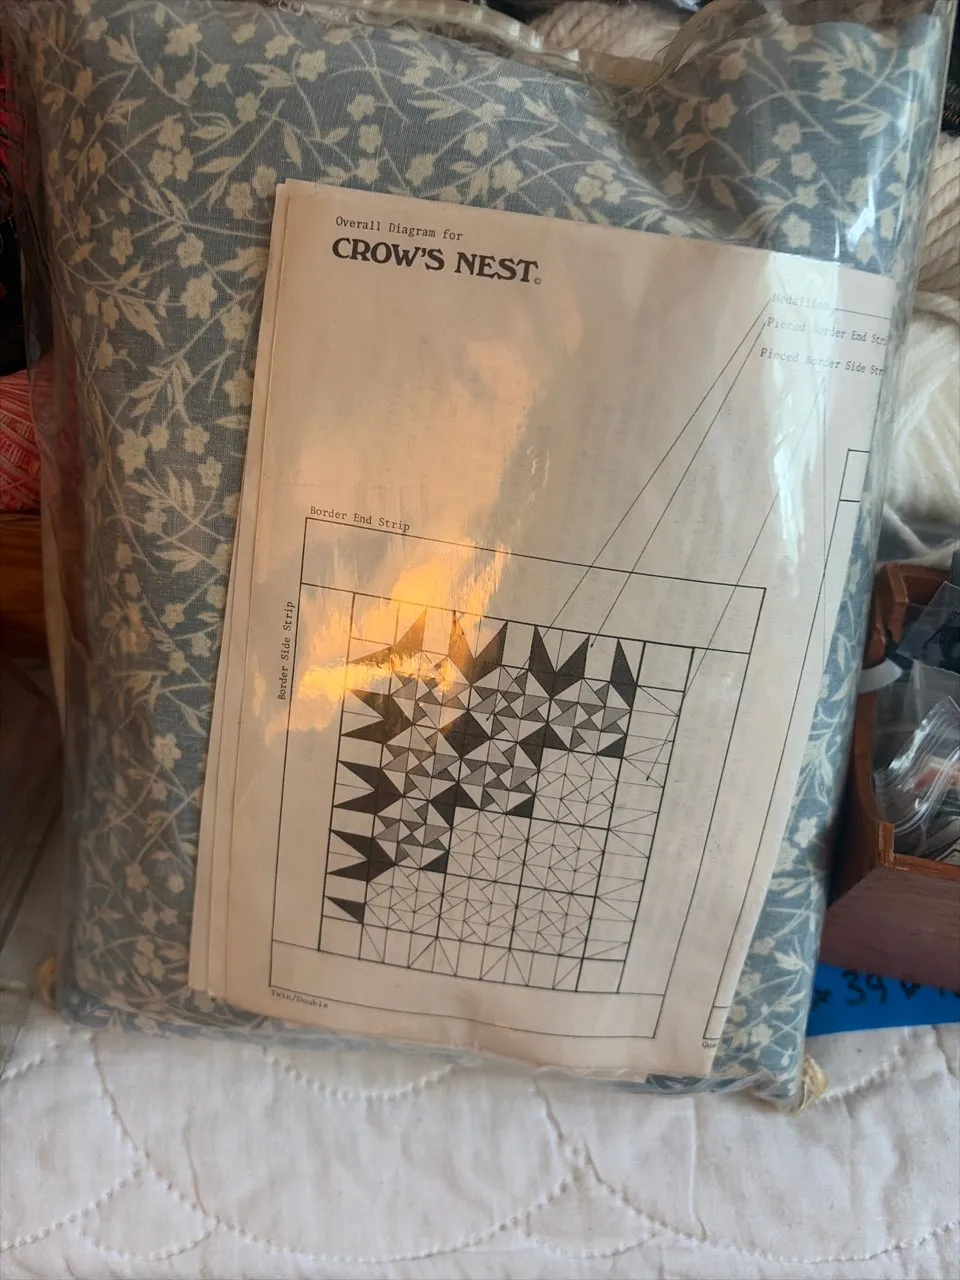 Overall Diagram for
CROW'S NEST©
Medallion
Pieced Border End Strip
Pieced Border Side
Border End Strip
Border Side Strip
Twin/Double
39